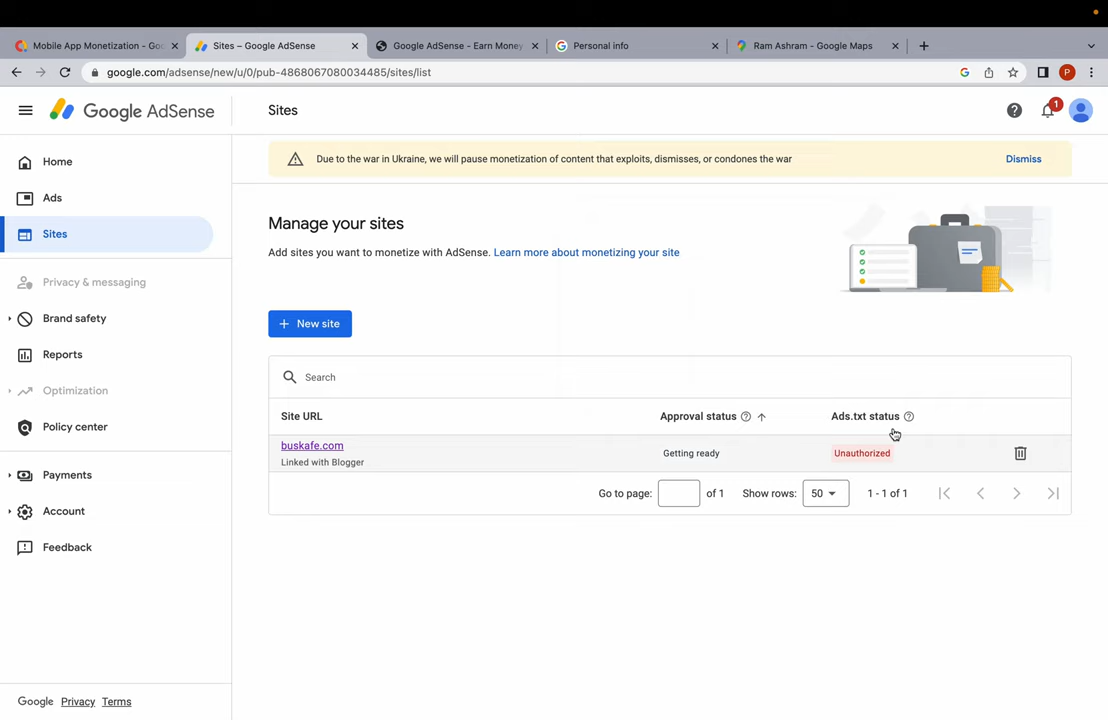 Mobile App Monetization - Goo
Sites – Google AdSense
Google AdSense - Earn Money
Personal info
Ram Ashram - Google Maps
google.com/adsense/new/u/0/pub-4868067080034485/sites/list
P
Google AdSense
Sites
1
Home
Ads
Sites
Privacy & messaging
Brand safety
Reports
Optimization
Policy center
Payments
Account
Feedback
Google Privacy Terms
Due to the war in Ukraine, we will pause monetization of content that exploits, dismisses, or condones the war
Dismiss
Manage your sites
Add sites you want to monetize with AdSense. Learn more about monetizing your site
New site
Search
Site URL Approval status Ads.txt status
buskafe.com Getting ready Unauthorized
Linked with Blogger
Go to page: of 1 Show rows: 50 1 - 1 of 1